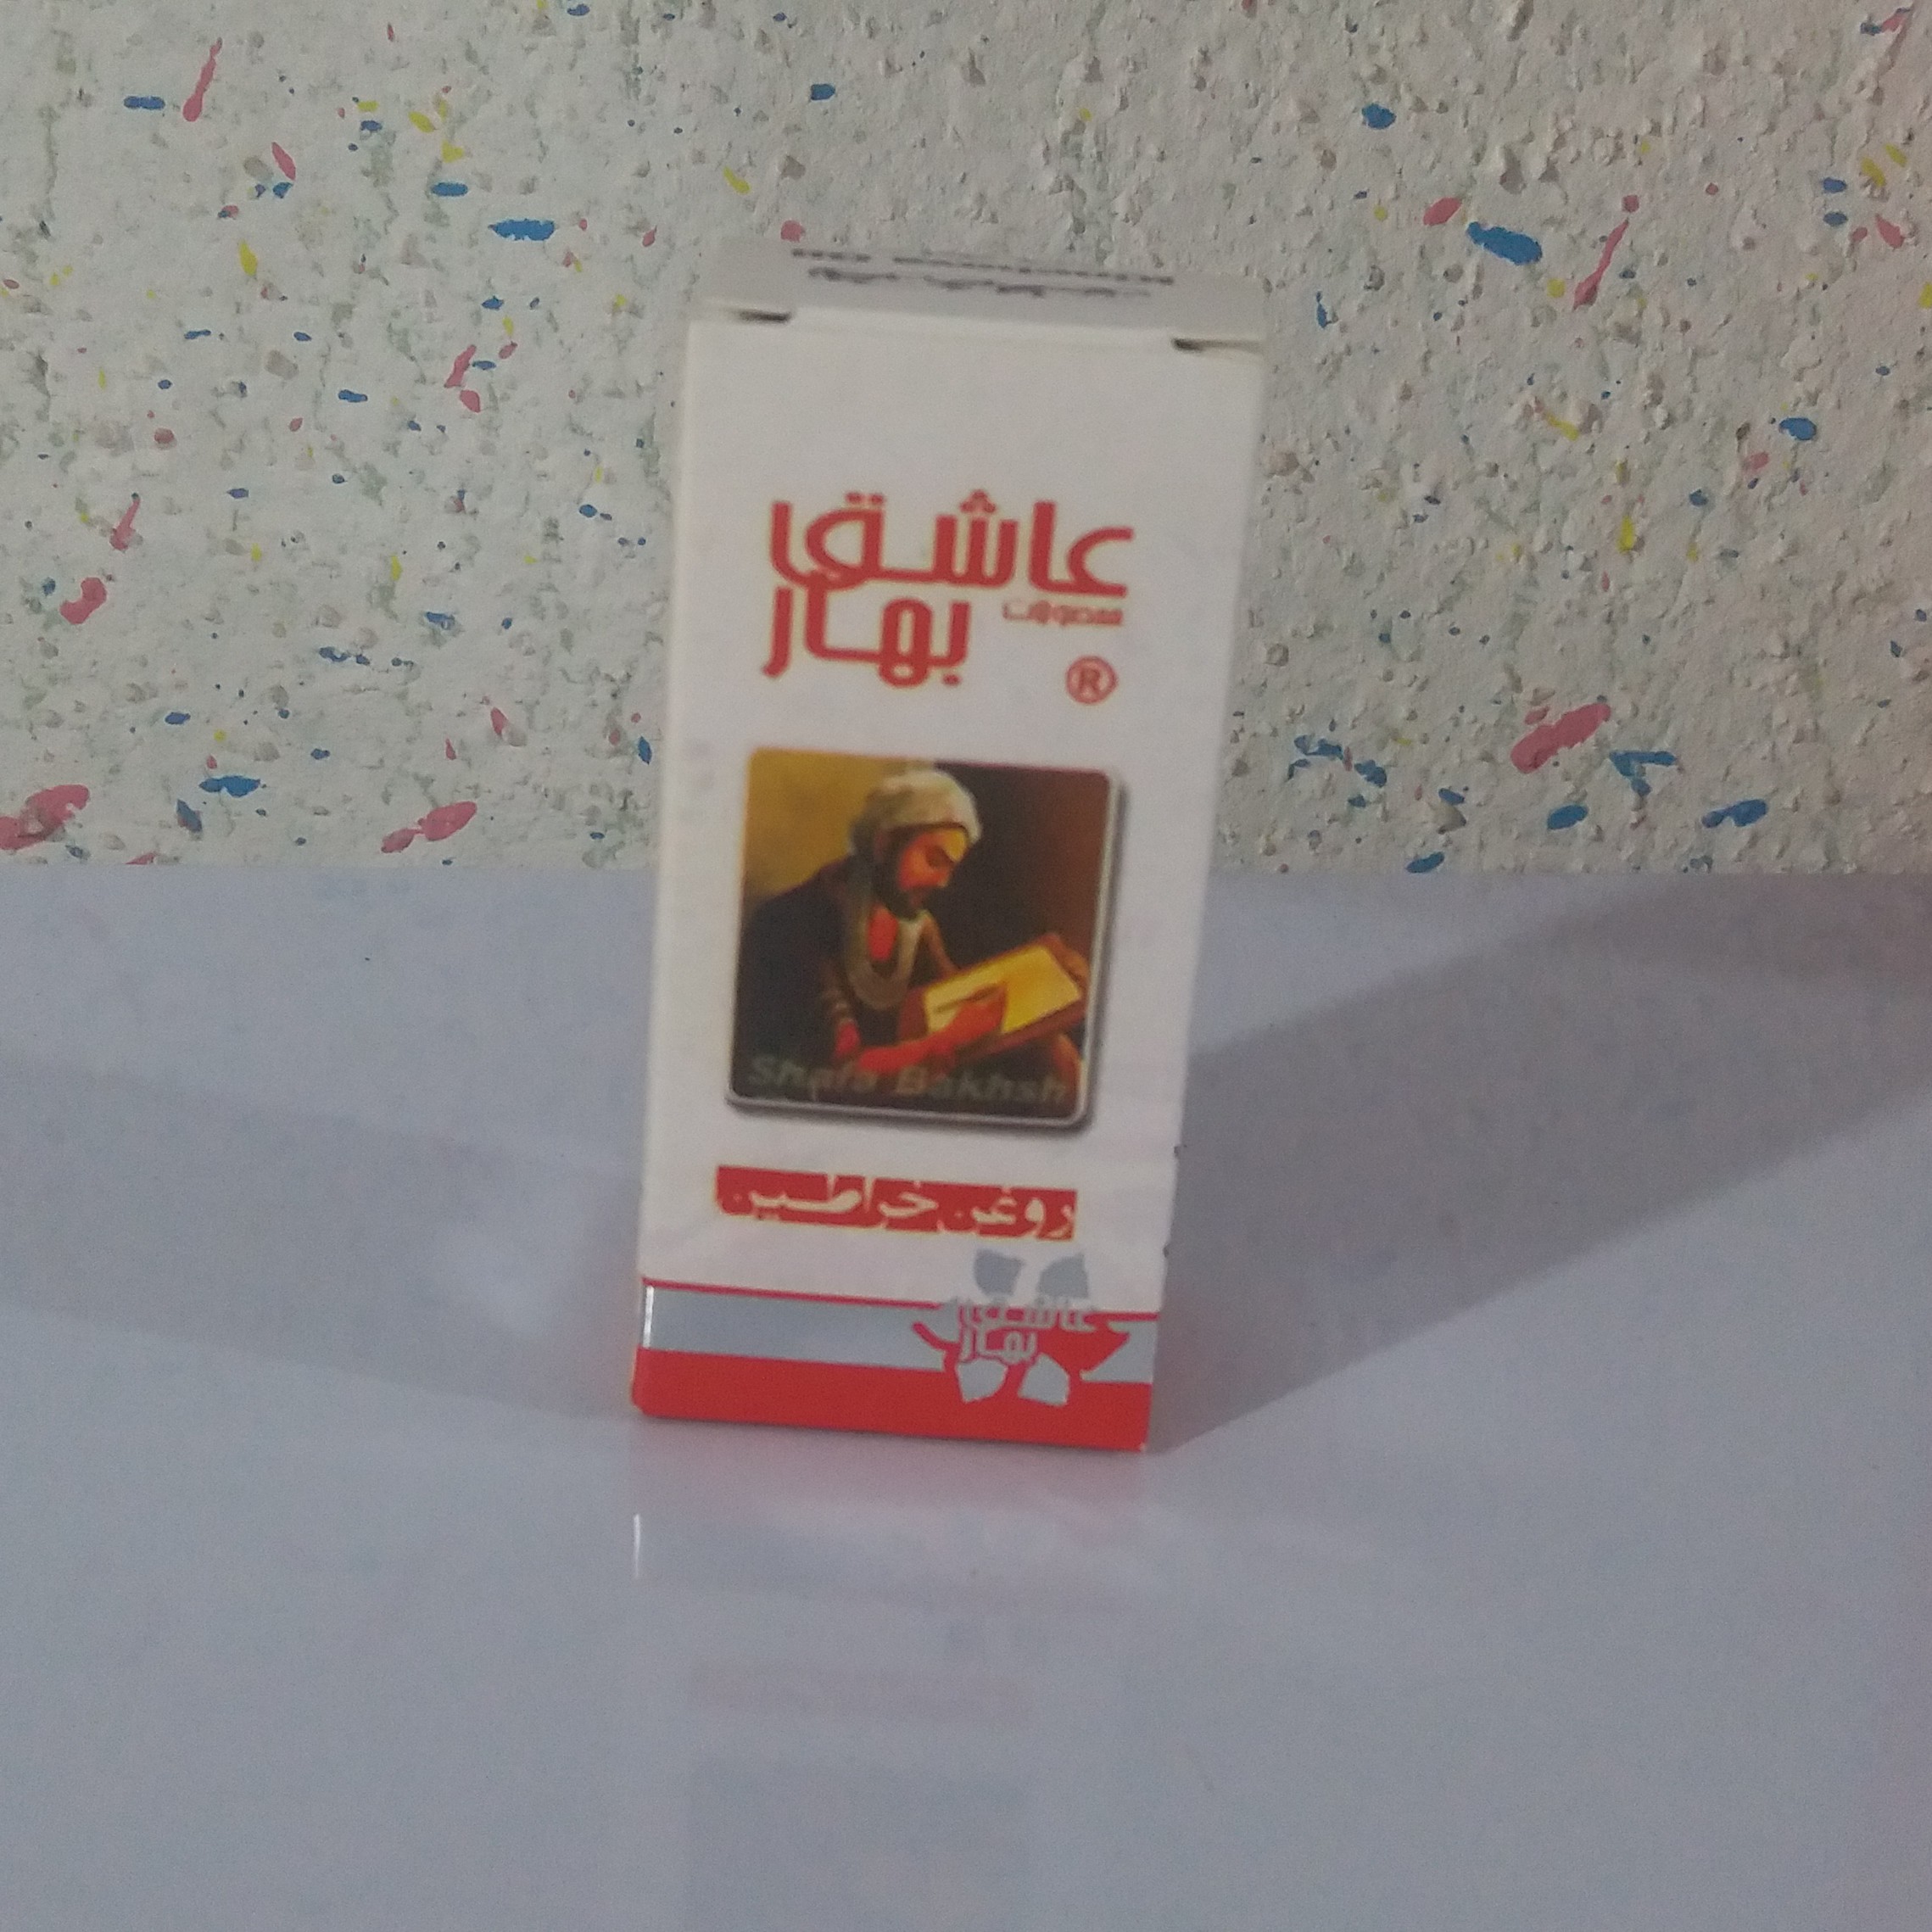 عاشق
محصولات
بهار
®
Shafa Bakhsh
روغن خراطین
عاشق
بهار